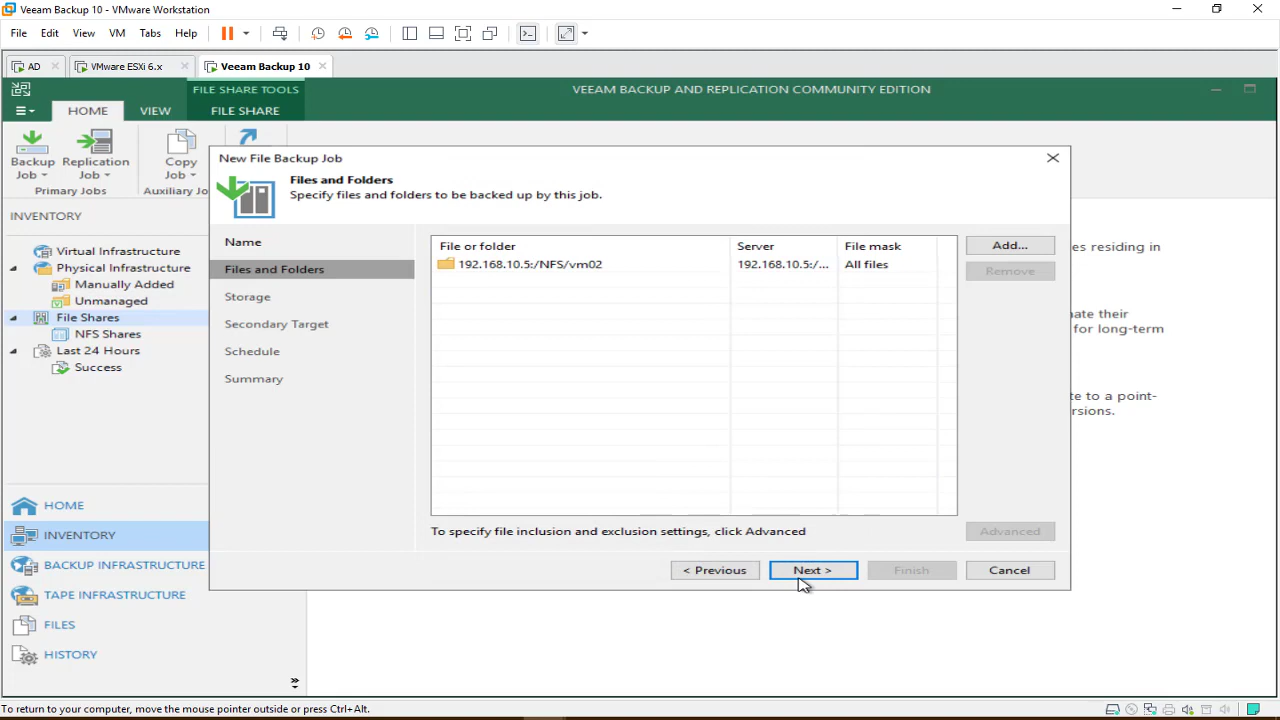 Veeam Backup 10 - VMware Workstation
File Edit View VM Tabs Help
AD VMware ESXi 6.x Veeam Backup 10
FILE SHARE TOOLS VEEAM BACKUP AND REPLICATION COMMUNITY EDITION
HOME VIEW FILE SHARE
Backup Job Replication Job Copy Job
Primary Jobs Auxiliary Jo
New File Backup Job
Files and Folders
Specify files and folders to be backed up by this job.
INVENTORY
Virtual Infrastructure
Physical Infrastructure
Manually Added
Unmanaged
File Shares
NFS Shares
Last 24 Hours
Success
Name
Files and Folders
Storage
Secondary Target
Schedule
Summary
File or folder Server File mask
192.168.10.5:/NFS/vm02 192.168.10.5:/... All files
Add...
Remove
To specify file inclusion and exclusion settings, click Advanced
Advanced
< Previous Next > Finish Cancel
es residing in
nate their
for long-term
te to a point-
rsions.
HOME
INVENTORY
BACKUP INFRASTRUCTURE
TAPE INFRASTRUCTURE
FILES
HISTORY
To return to your computer, move the mouse pointer outside or press Ctrl+Alt.